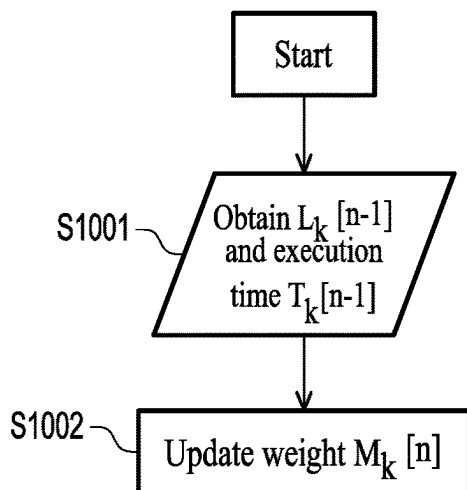 Start
S1001
Obtain Lk [n-1]
and execution
time Tk[n-1]
S1002
Update weight Mk [n]